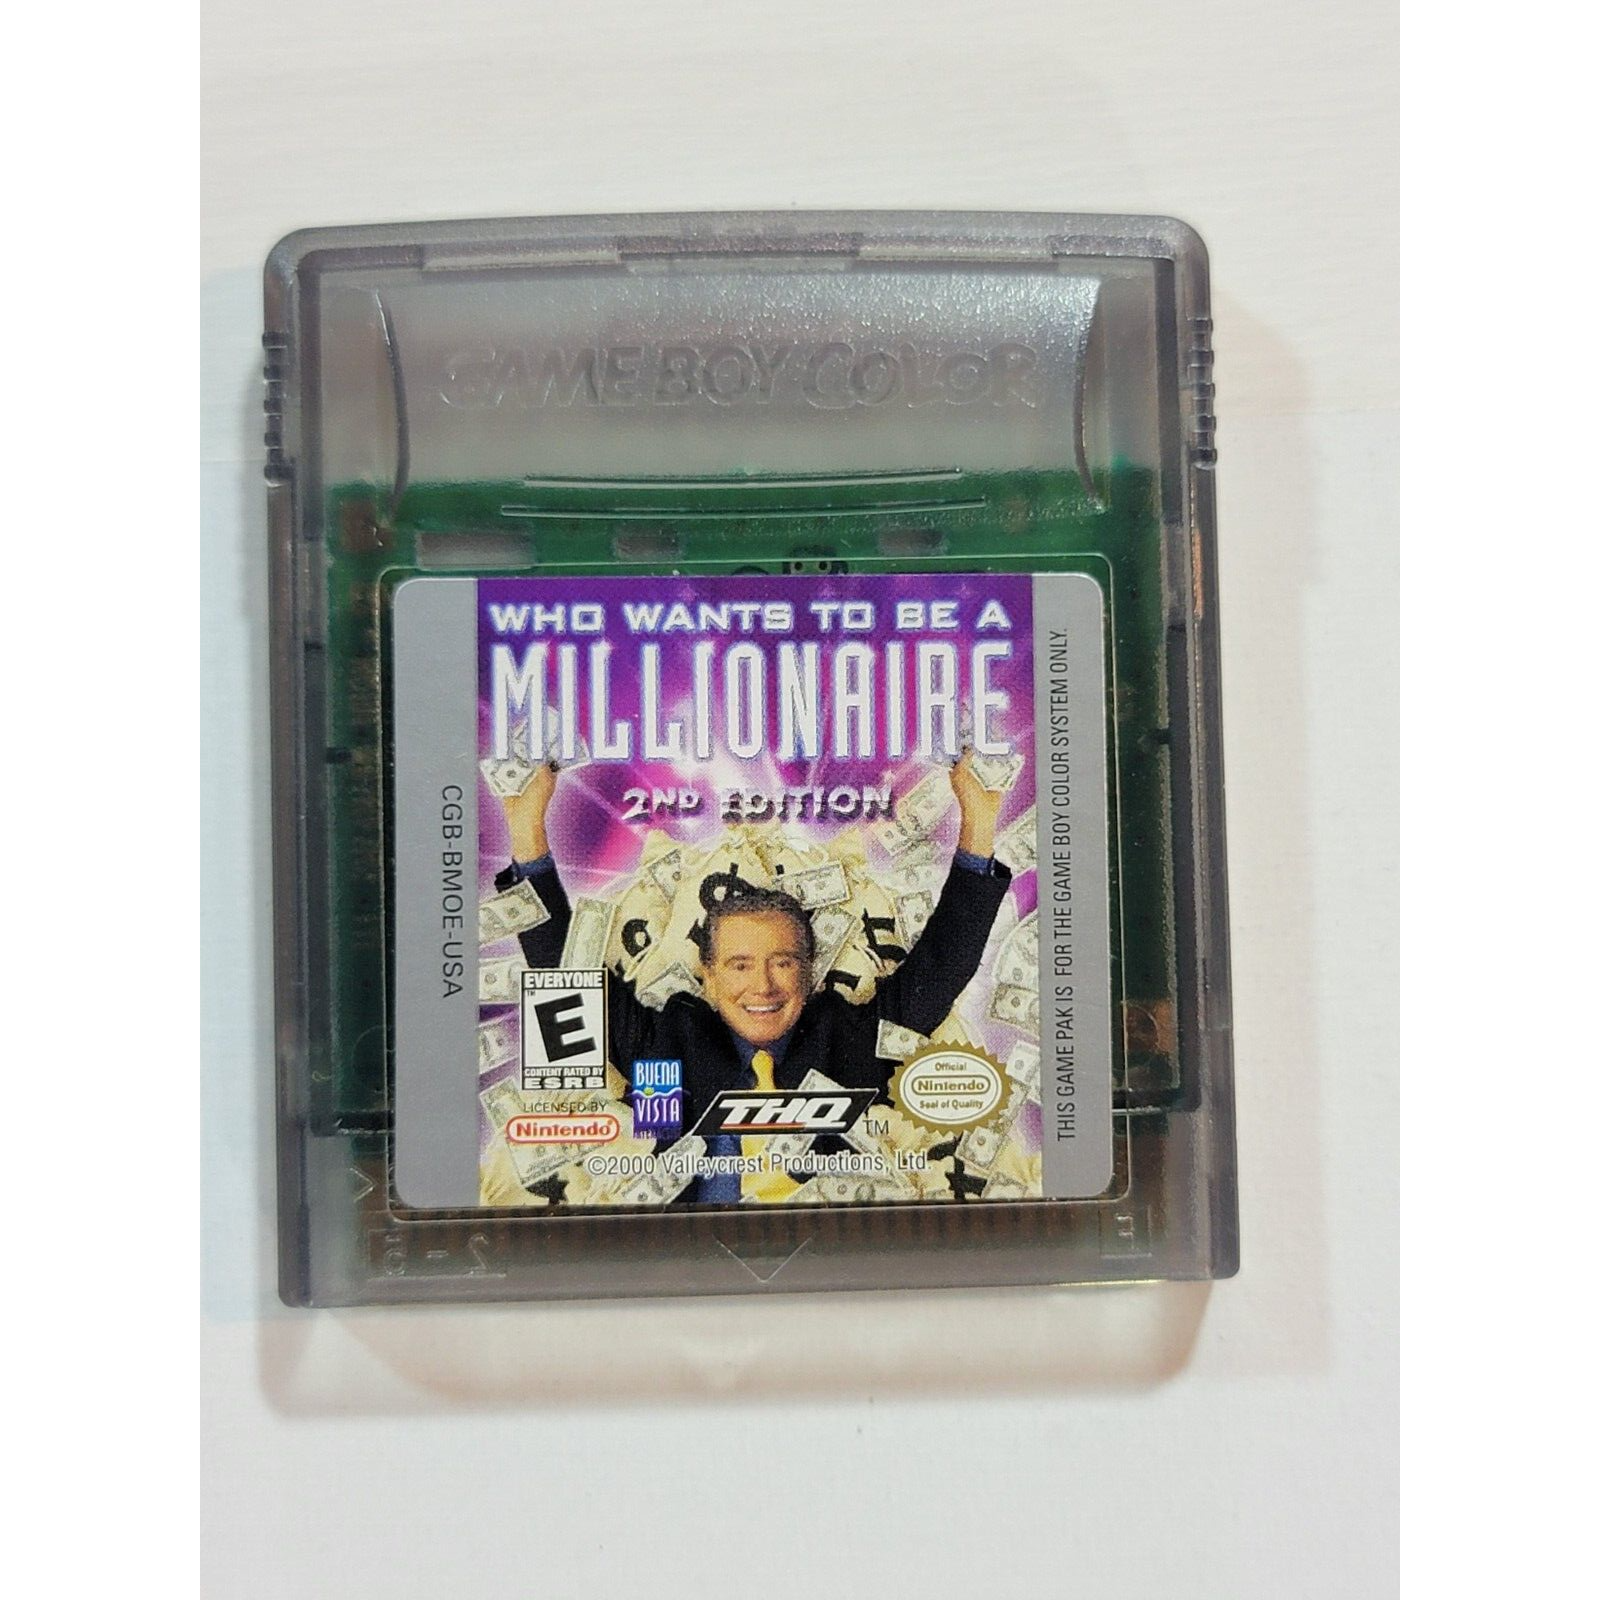 GAME BOY COLOR
WHO WANTS TO BE A
MILLIONAIRE
2ND EDITION
CGB-BMOE-USA
THIS GAME PAK IS FOR THE GAME BOY COLOR SYSTEM ONLY.
EVERYONE
E
CONTENT RATED BY
ESRB
LICENSED BY
Nintendo
BUENA
VISTA
INTERACTIVE
THQ TM
Official
Nintendo
Seal of Quality
©2000 Valleycrest Productions, Ltd.